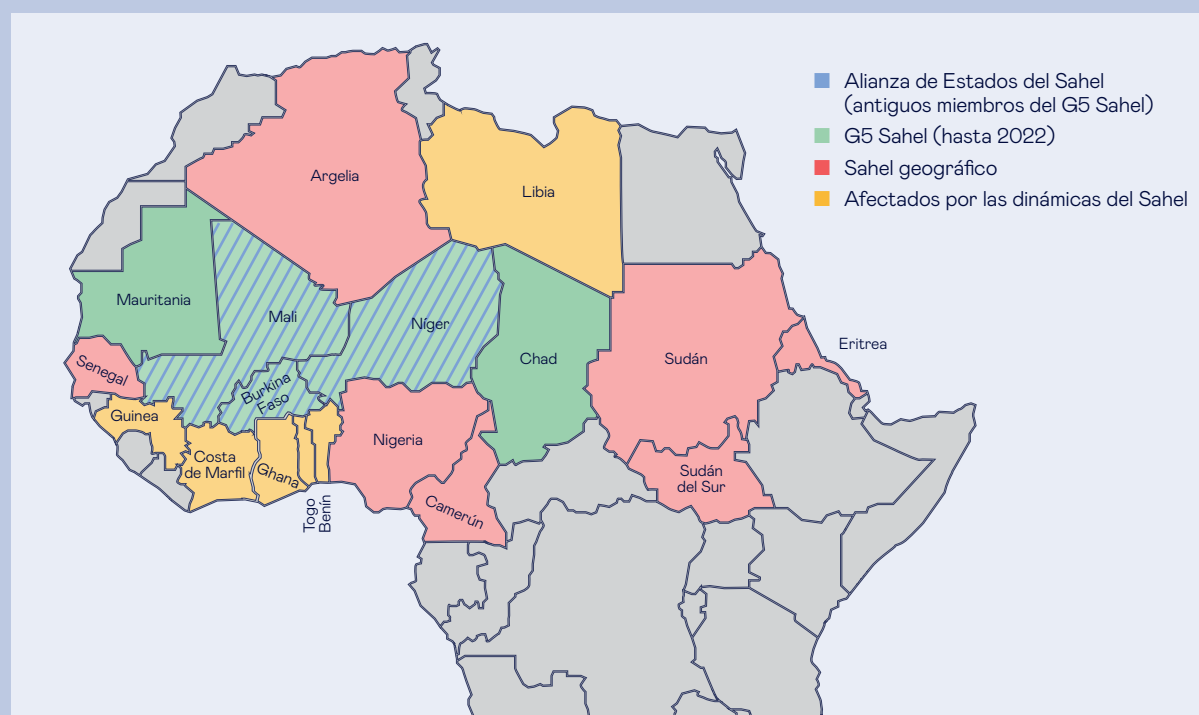 Alianza de Estados del Sahel
(antiguos miembros del G5 Sahel)
G5 Sahel (hasta 2022)
Sahel geográfico
Afectados por las dinámicas del Sahel
Argelia
Libia
Mauritania
Mali
Níger
Chad
Sudán
Eritrea
Senegal
Burkina
Faso
Guinea
Costa
de Marfil
Ghana
Togo
Benín
Nigeria
Camerún
Sudán
del Sur